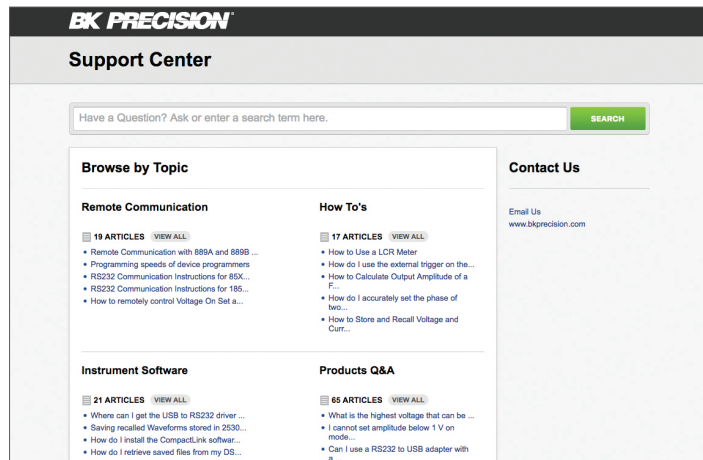 BK PRECISION®
Support Center
Have a Question? Ask or enter a search term here.
SEARCH
Browse by Topic
Remote Communication
19 ARTICLES VIEW ALL
• Remote Communication with 889A and 889B ...
• Programming speeds of device programmers
• RS232 Communication Instructions for 85X...
• RS232 Communication Instructions for 185...
• How to remotely control Voltage On Set a...
How To's
17 ARTICLES VIEW ALL
• How to Use a LCR Meter
• How do I use the external trigger on the...
• How to Calculate Output Amplitude of a
F...
• How do I accurately set the phase of
two...
• How to Store and Recall Voltage and
Curr...
Instrument Software
21 ARTICLES VIEW ALL
• Where can I get the USB to RS232 driver ...
• Saving recalled Waveforms stored in 2530...
• How do I install the CompactLink softwar...
• How do I retrieve saved files from my DS...
Products Q&A
65 ARTICLES VIEW ALL
• What is the highest voltage that can be ...
• I cannot set amplitude below 1 V on
mode...
• Can I use a RS232 to USB adapter with
a...
Contact Us
Email Us
www.bkprecision.com